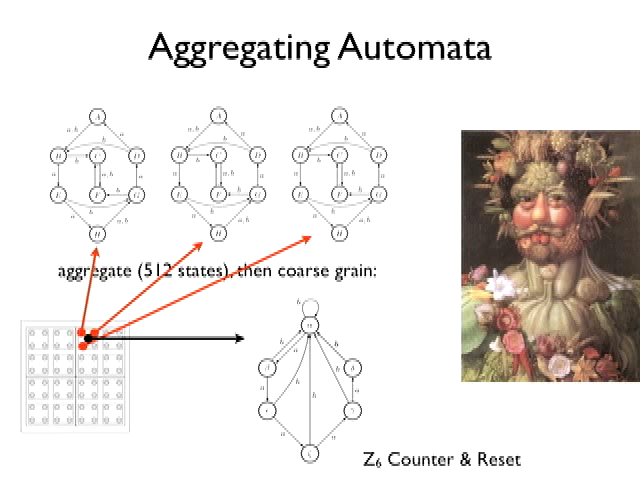 Aggregating Automata
A A A
a, b a a, b a a, b a
b b b
B C D B C D B C D
b b b
a a, b a a a, b a a a, b a
b b b
E F G E F G E F G
b b b
a a, b a a, b a a, b
H H H
aggregate (512 states), then coarse grain:
b
α
b a b
β b δ
a b a
b
a a
ζ
Z₆ Counter & Reset